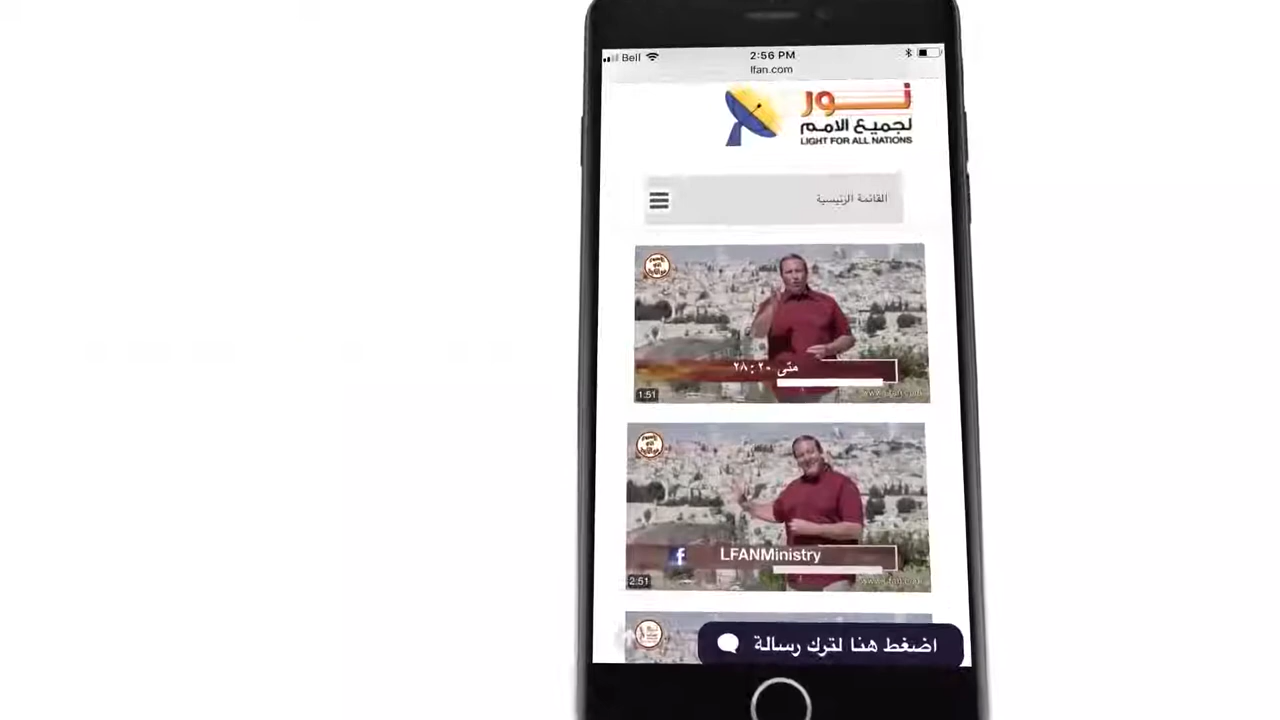 Bell
2:56 PM
lfan.com
نور
لجميع الامم
LIGHT FOR ALL NATIONS
القائمة الرئيسية
متى ٢٨:٢٠
1:51
LFANMinistry
2:51
اضغط هنا لترك رسالة